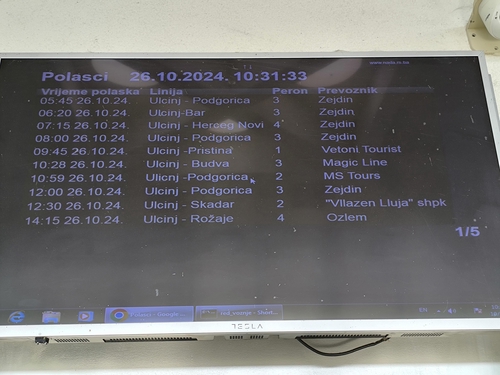 Polasci 26.10.2024. 10:31:33
Vrijeme polaska Linija Peron Prevoznik
05:45 26.10.24. Ulcinj - Podgorica 3 Zejdin
06:20 26.10.24. Ulcinj-Bar 3 Zejdin
07:15 26.10.24. Ulcinj - Herceg Novi 4 Zejdin
08:00 26.10.24. Ulcinj - Podgorica 3 Zejdin
09:45 26.10.24. Ulcinj -Pristina 1 Vetoni Tourist
10:28 26.10.24. Ulcinj - Budva 3 Magic Line
10:59 26.10.24. Ulicnj -Podgorica 2 MS Tours
12:00 26.10.24. Ulcinj - Podgorica 3 Zejdin
12:30 26.10.24. Ulcinj - Skadar 2 "Vllazen Lluja" shpk
14:15 26.10.24. Ulcinj - Rožaje 4 Ozlem
1/5
EN
TESLA